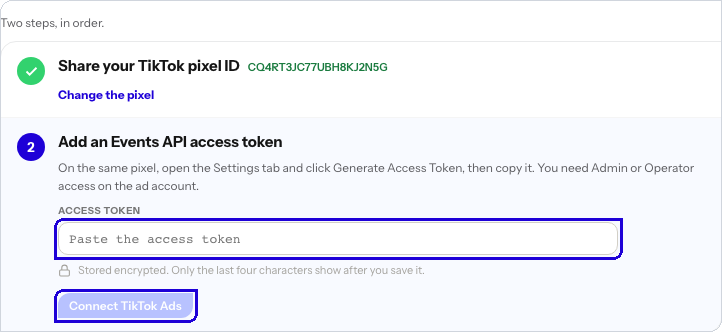 Two steps, in order.
Share your TikTok pixel ID CQ4RT3JC77UBH8KJ2N5G
Change the pixel
2 Add an Events API access token
On the same pixel, open the Settings tab and click Generate Access Token, then copy it. You need Admin or Operator
access on the ad account.
ACCESS TOKEN
Paste the access token
Stored encrypted. Only the last four characters show after you save it.
Connect TikTok Ads